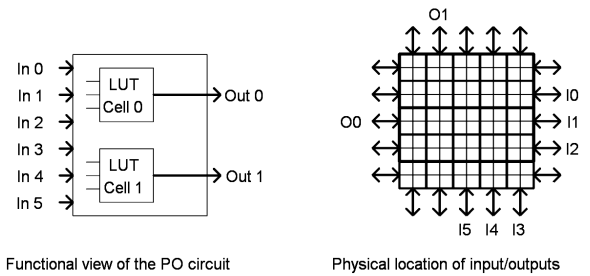 In 0
In 1
In 2
In 3
In 4
In 5
LUT
Cell 0
LUT
Cell 1
Out 0
Out 1
Functional view of the PO circuit
O1
O0
I0
I1
I2
I5 I4 I3
Physical location of input/outputs